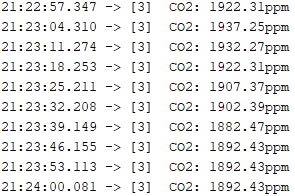 21:22:57.347 -> [3]  CO2: 1922.31ppm
21:23:04.310 -> [3]  CO2: 1937.25ppm
21:23:11.274 -> [3]  CO2: 1932.27ppm
21:23:18.253 -> [3]  CO2: 1922.31ppm
21:23:25.211 -> [3]  CO2: 1907.37ppm
21:23:32.208 -> [3]  CO2: 1902.39ppm
21:23:39.149 -> [3]  CO2: 1882.47ppm
21:23:46.155 -> [3]  CO2: 1892.43ppm
21:23:53.113 -> [3]  CO2: 1892.43ppm
21:24:00.081 -> [3]  CO2: 1892.43ppm